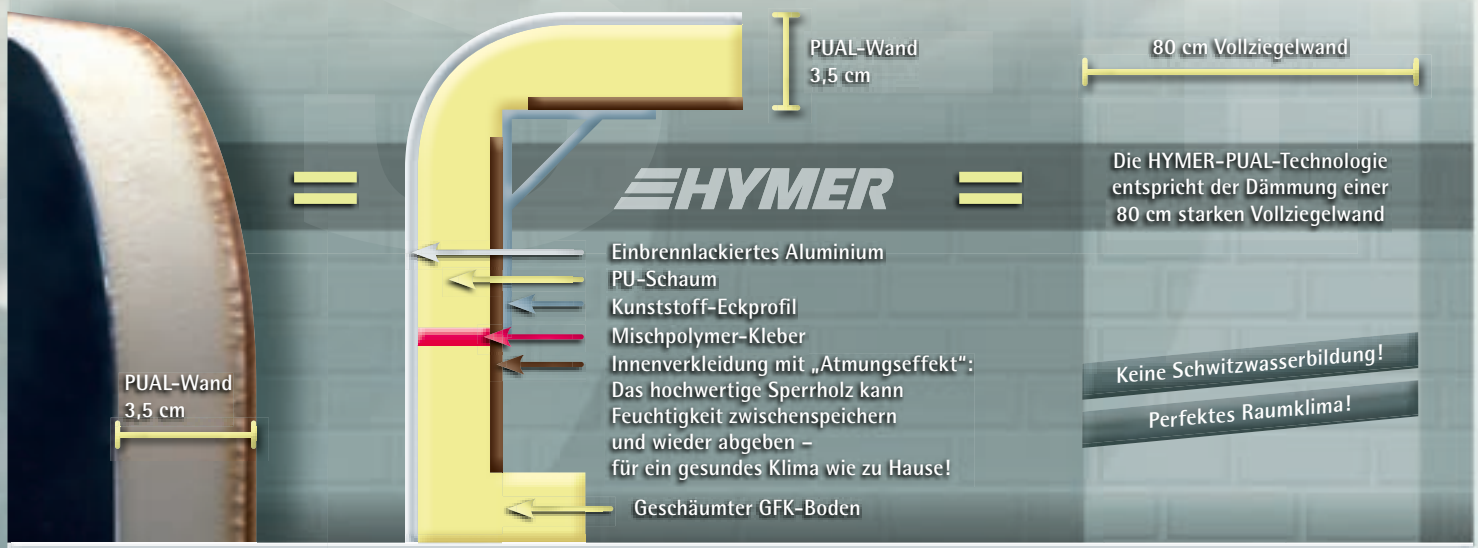 PUAL-Wand
3,5 cm
PUAL-Wand
3,5 cm
80 cm Vollziegelwand
HYMER
Die HYMER-PUAL-Technologie
entspricht der Dämmung einer
80 cm starken Vollziegelwand
Einbrennlackiertes Aluminium
PU-Schaum
Kunststoff-Eckprofil
Mischpolymer-Kleber
Innenverkleidung mit „Atmungseffekt“:
Das hochwertige Sperrholz kann
Feuchtigkeit zwischenspeichern
und wieder abgeben –
für ein gesundes Klima wie zu Hause!
Geschäumter GFK-Boden
Keine Schwitzwasserbildung!
Perfektes Raumklima!